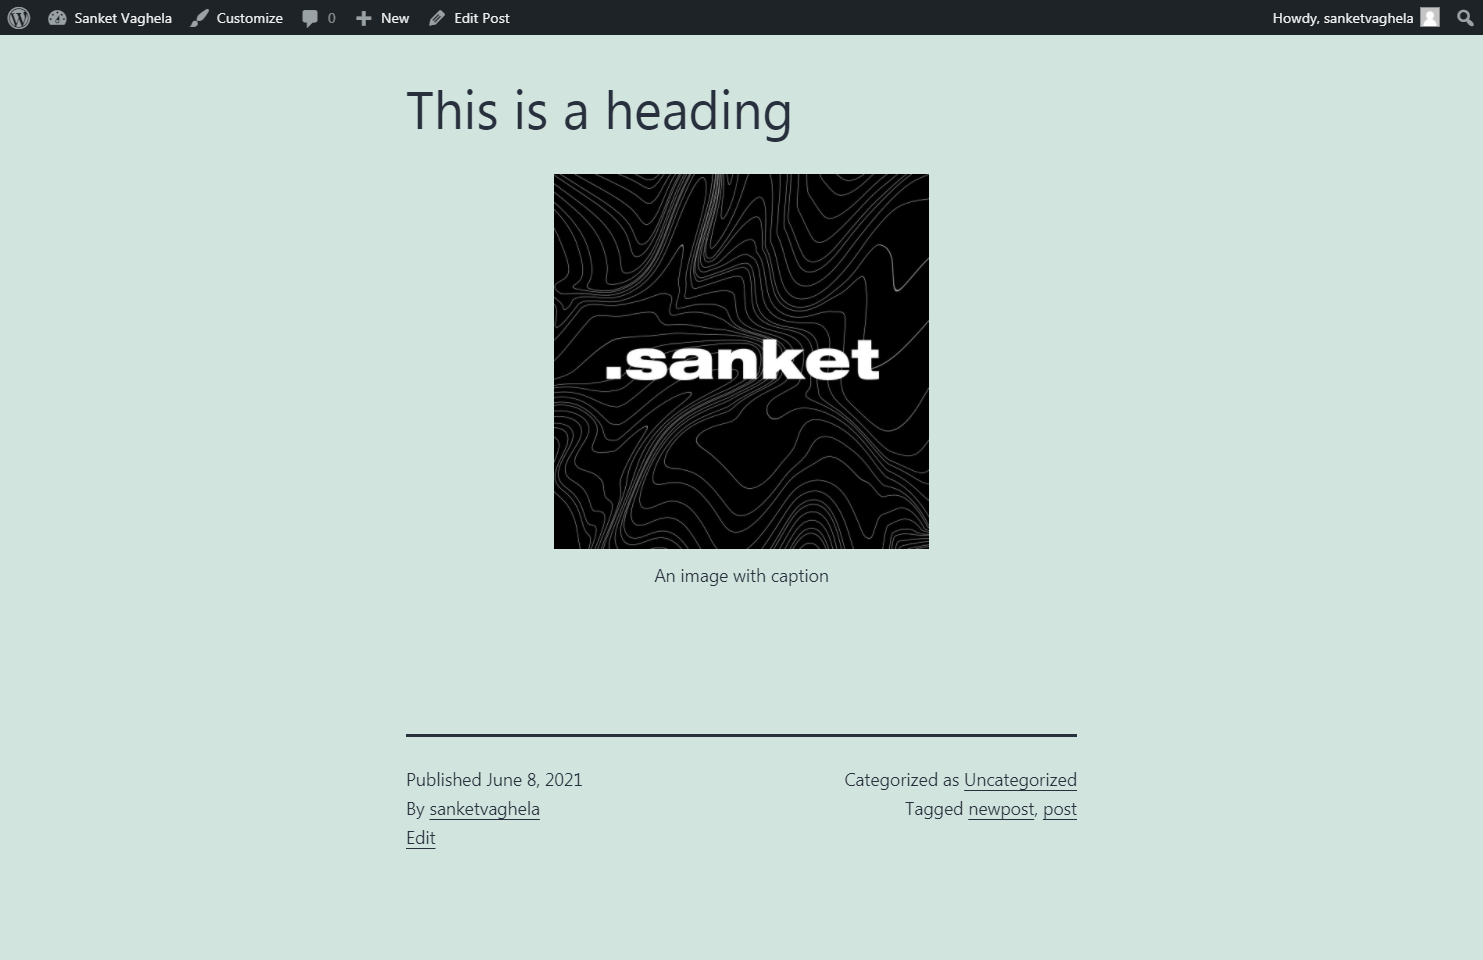 Sanket Vaghela Customize 0 New Edit Post Howdy, sanketvaghela
This is a heading
.sanket
An image with caption
Published June 8, 2021
By sanketvaghela
Edit
Categorized as Uncategorized
Tagged newpost, post